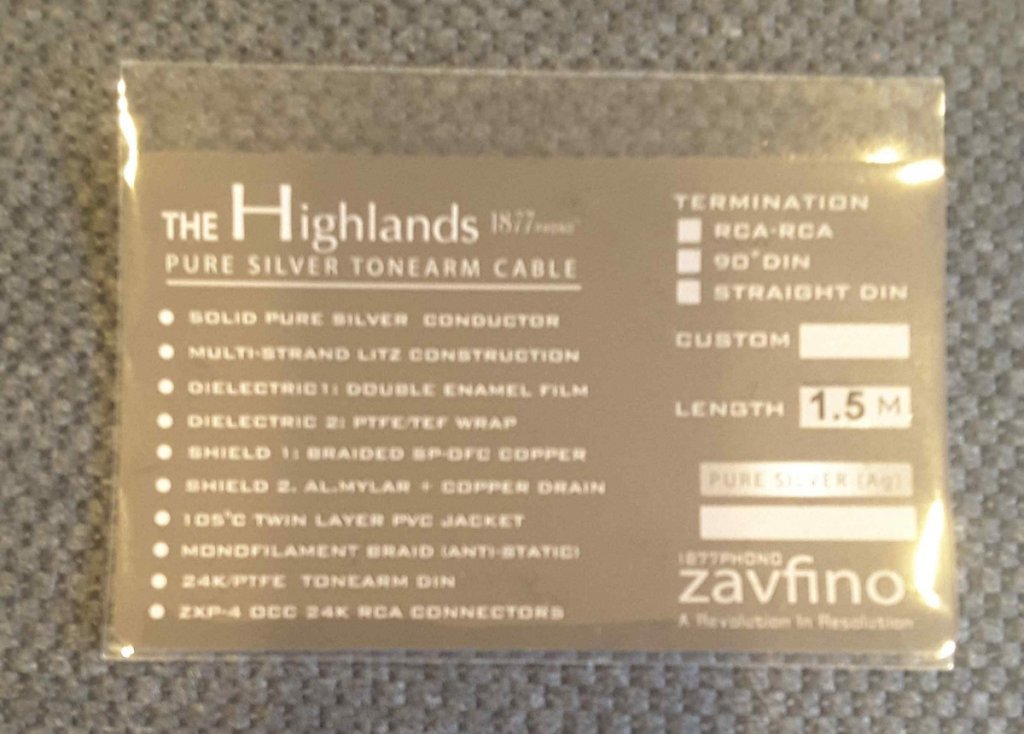 THE Highlands 1877PHONO™
PURE SILVER TONEARM CABLE
SOLID PURE SILVER CONDUCTOR
MULTI-STRAND LITZ CONSTRUCTION
DIELECTRIC1: DOUBLE ENAMEL FILM
DIELECTRIC 2: PTFE/TEF WRAP
SHIELD 1: BRAIDED SP-OFC COPPER
SHIELD 2. AL.MYLAR + COPPER DRAIN
105°C TWIN LAYER PVC JACKET
MONOFILAMENT BRAID (ANTI-STATIC)
24K/PTFE TONEARM DIN
ZXP-4 OCC 24K RCA CONNECTORS
TERMINATION
RCA-RCA
90°DIN
STRAIGHT DIN
CUSTOM
LENGTH 1.5 M
PURE SILVER (Ag)
1877PHONO
zavfino
A Revolution In Resolution